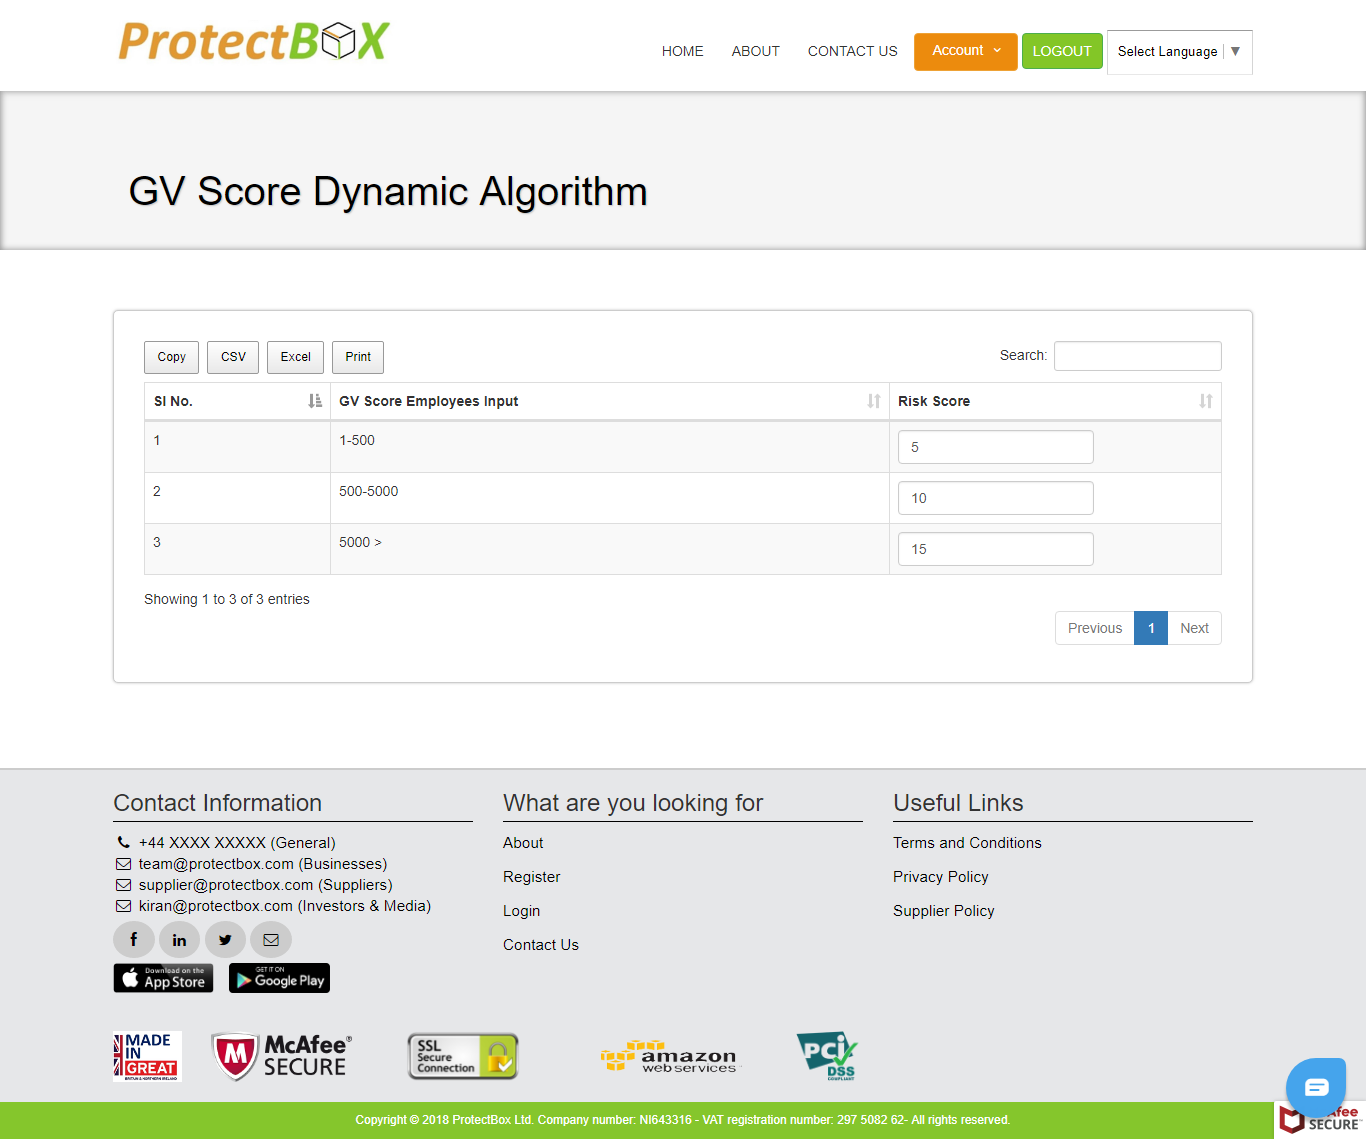 ProtectBOX
HOME
ABOUT
CONTACT US
Account
LOGOUT
Select Language ▼
GV Score Dynamic Algorithm
Copy
CSV
Excel
Print
Search:
SI No.
GV Score Employees Input
Risk Score
1
1-500
5
2
500-5000
10
3
5000 >
15
Showing 1 to 3 of 3 entries
Previous
1
Next
Contact Information
+44 XXXX XXXXX (General)
team@protectbox.com (Businesses)
supplier@protectbox.com (Suppliers)
kiran@protectbox.com (Investors & Media)
Download on the
App Store
GET IT ON
Google Play
What are you looking for
About
Register
Login
Contact Us
Useful Links
Terms and Conditions
Privacy Policy
Supplier Policy
MADE
IN
GREAT
BRITAIN & NORTHERN IRELAND
McAfee®
SECURE
SSL
Secure
Connection
amazon
web services™
PCI
DSS
COMPLIANT
Copyright © 2018 ProtectBox Ltd. Company number: NI643316 - VAT registration number: 297 5082 62- All rights reserved.
SECURE™